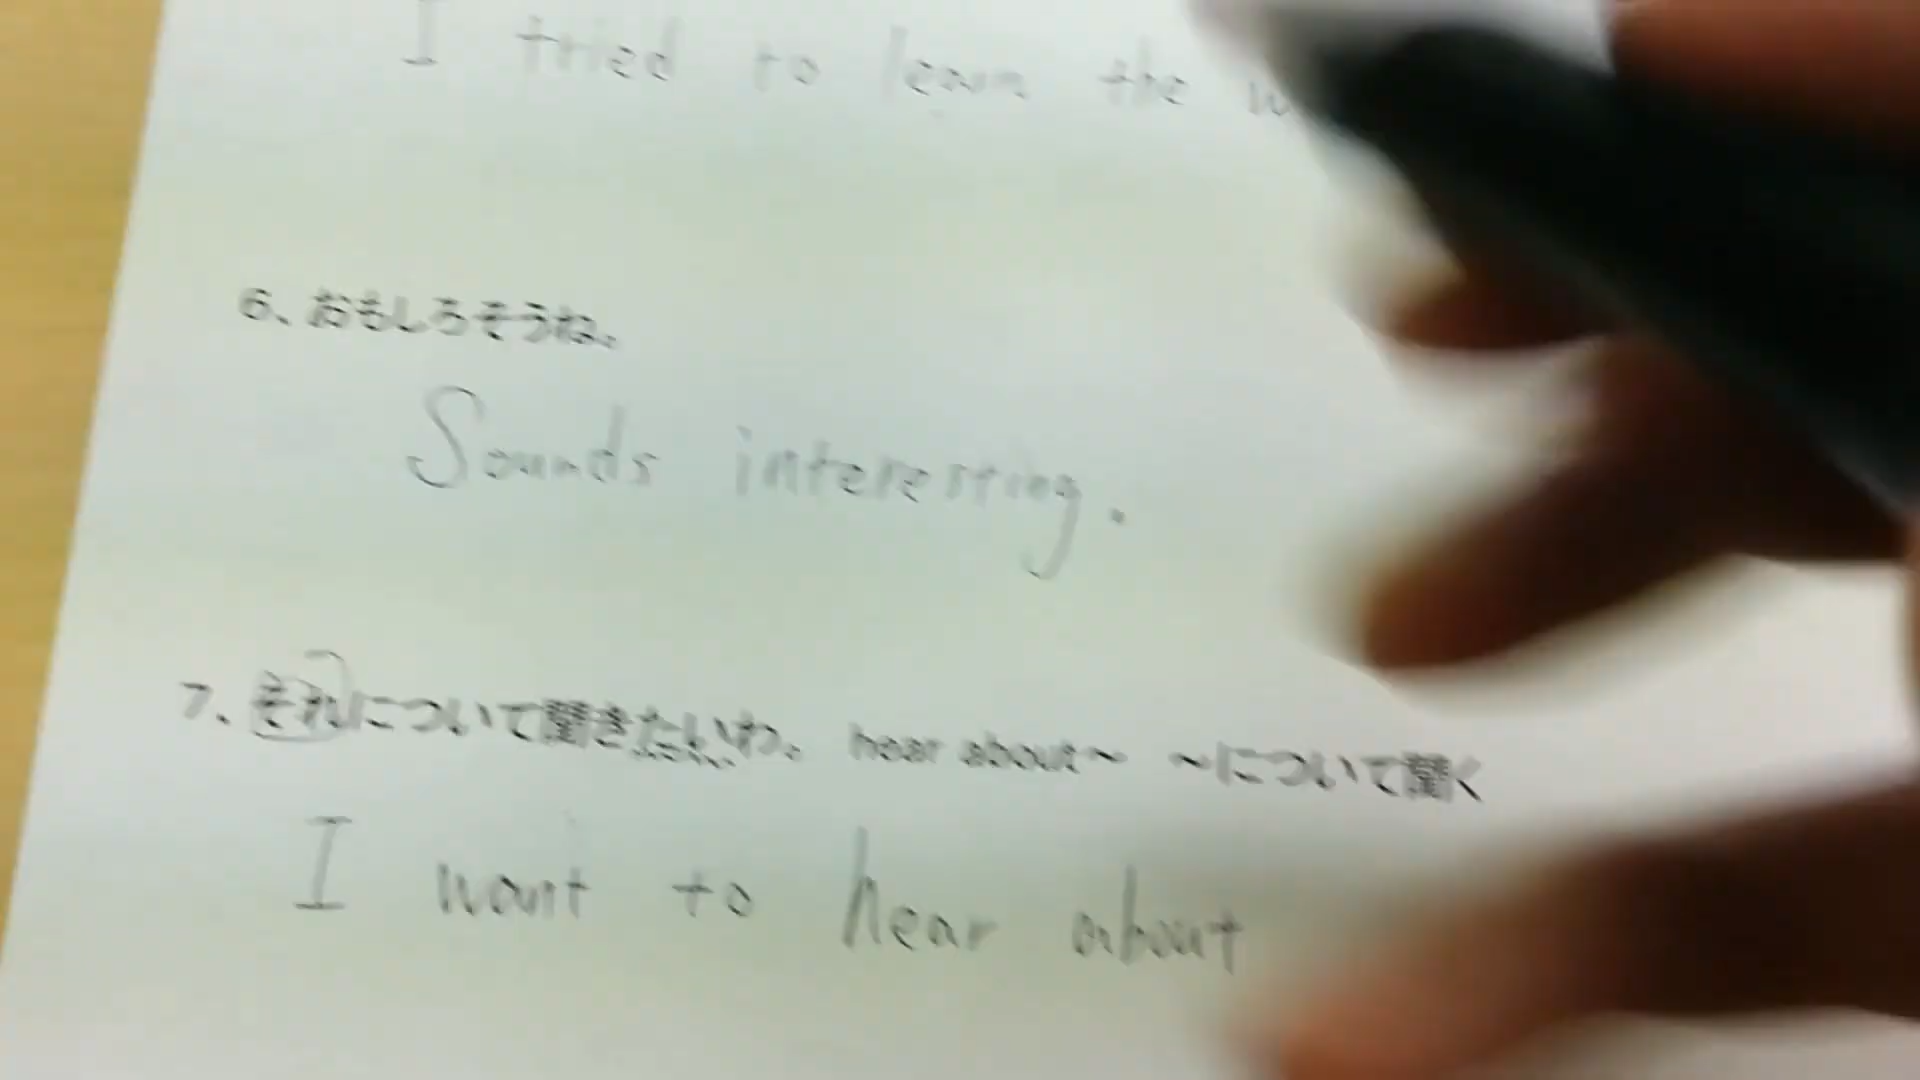 I tried to learn the
6、おもしろそうね。
Sounds interesting.
7、それについて聞きたいわ。 hear about～ ～について聞く
I want to hear about